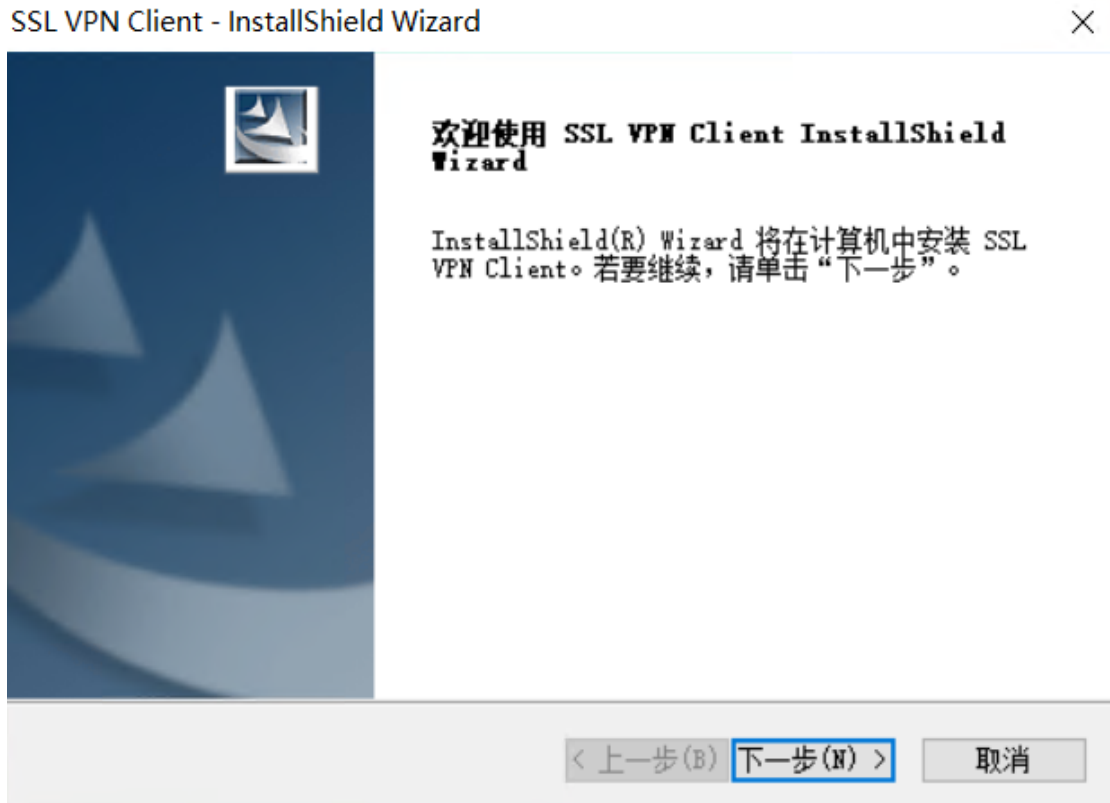 SSL VPN Client - InstallShield Wizard
欢迎使用 SSL VPN Client InstallShield
Wizard
InstallShield(R) Wizard 将在计算机中安装 SSL
VPN Client。若要继续，请单击“下一步”。
< 上一步(B) 下一步(N) > 取消